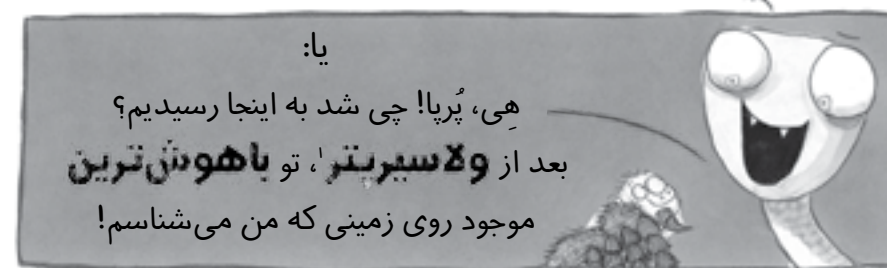 یا:
هِی، پُرپا! چی شد به اینجا رسیدیم؟
بعد از ولاسیریتر۱، تو باهوش‌ترین
موجود روی زمینی که من می‌شناسم!